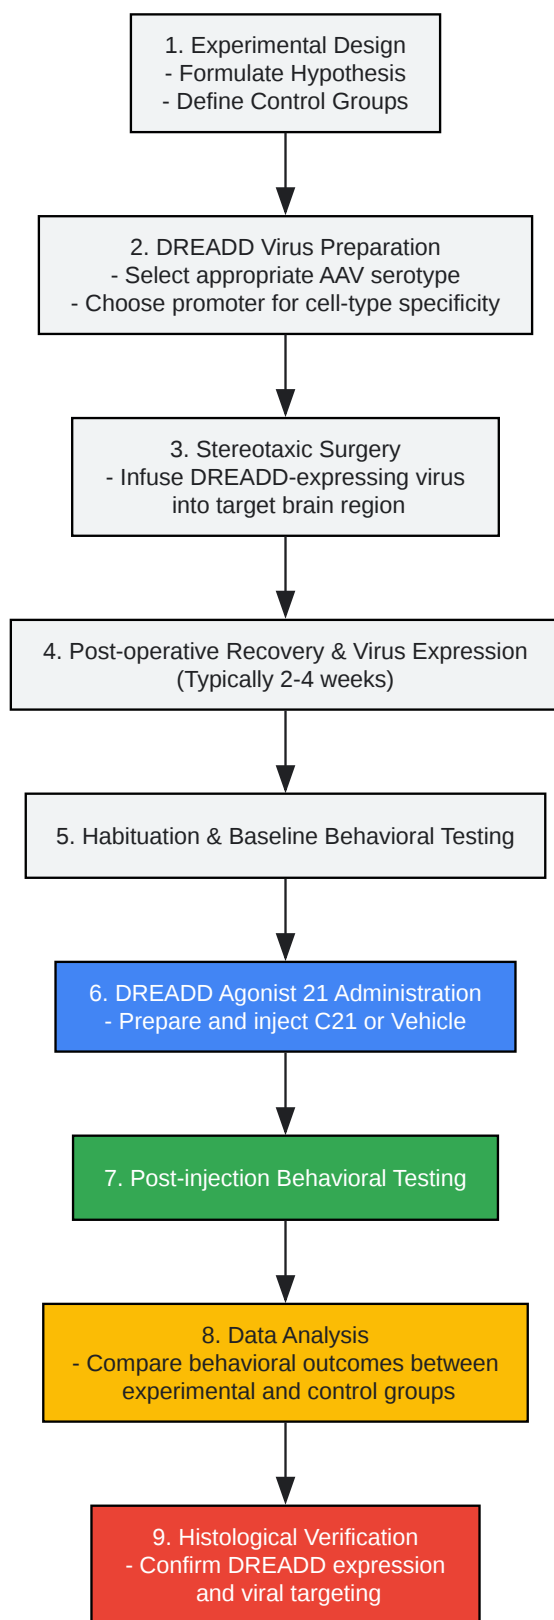 1. Experimental Design
- Formulate Hypothesis
- Define Control Groups
2. DREADD Virus Preparation
- Select appropriate AAV serotype
- Choose promoter for cell-type specificity
3. Stereotaxic Surgery
- Infuse DREADD-expressing virus
into target brain region
4. Post-operative Recovery & Virus Expression
(Typically 2-4 weeks)
5. Habituation & Baseline Behavioral Testing
6. DREADD Agonist 21 Administration
- Prepare and inject C21 or Vehicle
7. Post-injection Behavioral Testing
8. Data Analysis
- Compare behavioral outcomes between
experimental and control groups
9. Histological Verification
- Confirm DREADD expression
and viral targeting